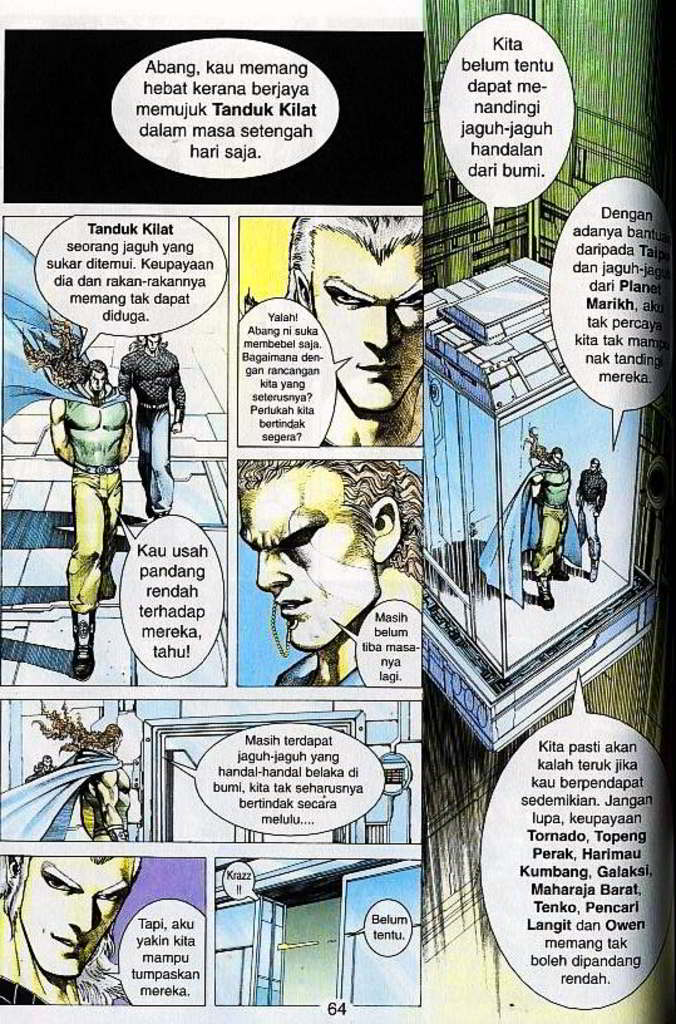 Abang, kau memang
hebat kerana berjaya
memujuk Tanduk Kilat
dalam masa setengah
hari saja.
Tanduk Kilat
seorang jaguh yang
sukar ditemui. Keupayaan
dia dan rakan-rakannya
memang tak dapat
diduga.
Kau usah
pandang
rendah
terhadap
mereka,
tahu!
Yalah!
Abang ni suka
membebel saja.
Bagaimana den-
gan rancangan
kita yang
seterusnya?
Perlukah kita
bertindak
segera?
Masih
belum
tiba masa-
nya
lagi.
Masih terdapat
jaguh-jaguh yang
handal-handal belaka di
bumi, kita tak seharusnya
bertindak secara
melulu....
Tapi, aku
yakin kita
mampu
tumpaskan
mereka.
Krazz
!!
Belum
tentu.
Kita
belum tentu
dapat me-
nandingi
jaguh-jaguh
handalan
dari bumi.
Dengan
adanya bantuan
daripada
dan jaguh-jaguh
dari Planet
Marikh, aku
tak percaya
kita tak mampu
nak tandingi
mereka.
Kita pasti akan
kalah teruk jika
kau berpendapat
sedemikian. Jangan
lupa, keupayaan
Tornado, Topeng
Perak, Harimau
Kumbang, Galaksi,
Maharaja Barat,
Tenko, Pencari
Langit dan Owen
memang tak
boleh dipandang
rendah.
64